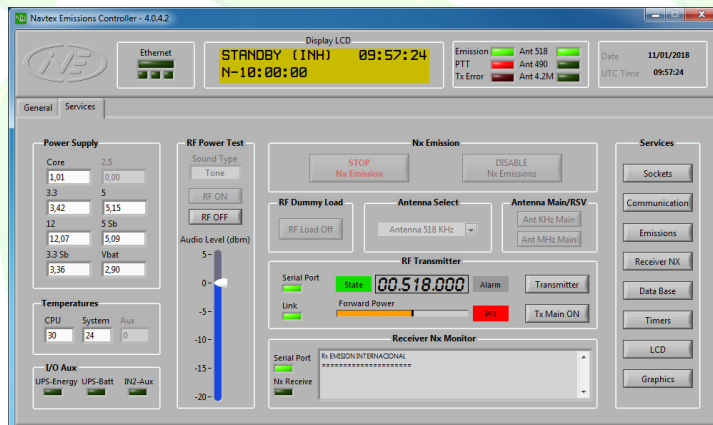 Navtex Emissions Controller - 4.0.4.2
Ethernet
Display LCD
STANDBY (INH) 09:57:24
N-10:00:00
Emission Ant 518
PTT Ant 490
Tx Error Ant 4.2M
Date 11/01/2018
UTC Time 09:57:24
General Services
Power Supply
Core 2.5
1,01 0,00
3.3 5
3,42 5,15
12 5 Sb
12,07 5,09
3.3 Sb Vbat
3,36 2,90
Temperatures
CPU System Aux
30 24 0
I/O Aux
UPS-Energy UPS-Batt IN2-Aux
RF Power Test
Sound Type
Tone
RF ON
RF OFF
Audio Level (dbm)
5-
0-
-5-
-10-
-15-
-20-
Nx Emission
STOP
Nx Emission
DISABLE
Nx Emissions
RF Dummy Load
RF Load Off
Antenna Select
Antenna 518 KHz
Antenna Main/RSV
Ant KHz Main
Ant MHz Main
RF Transmitter
Serial Port
State 00.518.000 Alarm Transmitter
Link
Forward Power
PTT Tx Main ON
Receiver Nx Monitor
Serial Port
Nx Receive
Rx EMISION INTERNACIONAL
=====================
Services
Sockets
Communication
Emissions
Receiver NX
Data Base
Timers
LCD
Graphics